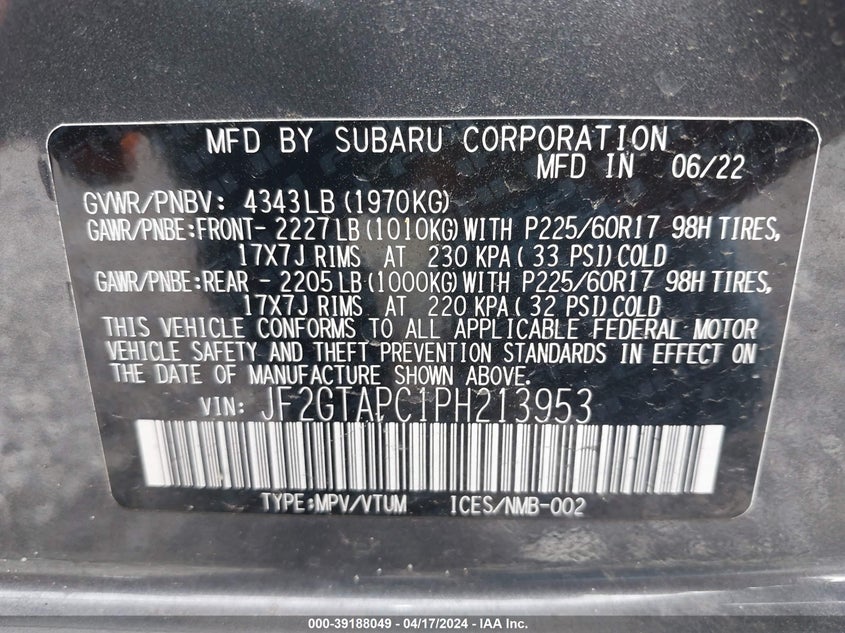 MFD BY SUBARU CORPORATION
MFD IN 06/22
GVWR/PNBV: 4343LB(1970KG)
GAWR/PNBE:FRONT- 2227LB(1010KG)WITH P225/60R17 98H TIRES,
17X7J RIMS AT 230 KPA( 33 PSI)COLD
GAWR/PNBE:REAR - 2205LB(1000KG)WITH P225/60R17 98H TIRES,
17X7J RIMS AT 220 KPA( 32 PSI)COLD
THIS VEHICLE CONFORMS TO ALL APPLICABLE FEDERAL MOTOR
VEHICLE SAFETY AND THEFT PREVENTION STANDARDS IN EFFECT ON
THE DATE OF MANUFACTURE SHOWN ABOVE.
VIN: JF2GTAPC1PH213953
TYPE:MPV/VTUM ICES/NMB-002
000-39188049 - 04/17/2024 - IAA Inc.